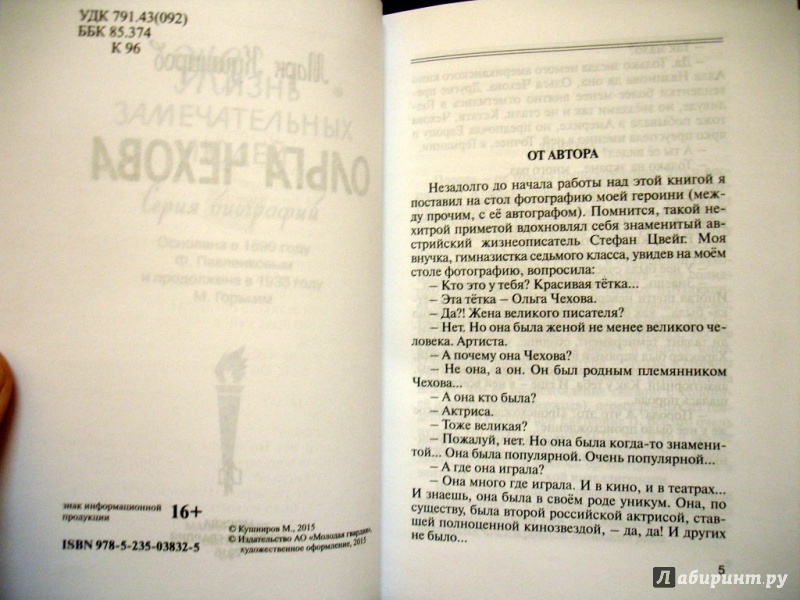 УДК 791.43(092)
ББК 85.374
К 96
Марк Кушниров
ЖИЗНЬ
ЗАМЕЧАТЕЛЬНЫХ
ЛЮДЕЙ
ОЛЬГА ЧЕХОВА
Серия биографий
Основана в 1890 году
Ф. Павленковым
и продолжена в 1933 году
М. Горьким
знак информационной
продукции
16+
ISBN 978-5-235-03832-5
© Кушниров М., 2015
© Издательство АО «Молодая гвардия»,
художественное оформление, 2015
ОТ АВТОРА
Незадолго до начала работы над этой книгой я
поставил на стол фотографию моей героини (меж-
ду прочим, с её автографом). Помнится, такой не-
хитрой приметой вдохновлял себя знаменитый ав-
стрийский жизнеописатель Стефан Цвейг. Моя
внучка, гимназистка седьмого класса, увидев на моём
столе фотографию, вопросила:
– Кто это у тебя? Красивая тётка...
– Эта тётка – Ольга Чехова.
– Да?! Жена великого писателя?
– Нет. Но она была женой не менее великого че-
ловека. Артиста.
– А почему она Чехова?
– Не она, а он. Он был родным племянником
Чехова...
– А она кто была?
– Актриса.
– Тоже великая?
– Пожалуй, нет. Но она была когда-то знамени-
той... Она была популярной. Очень популярной...
– А где она играла?
– Она много где играла. И в кино, и в театрах...
И знаешь, она была в своём роде уникум. Она, по
существу, была второй российской актрисой, став-
шей полноценной кинозвездой, – да, да! И других
не было...
5
Лабиринт.ру